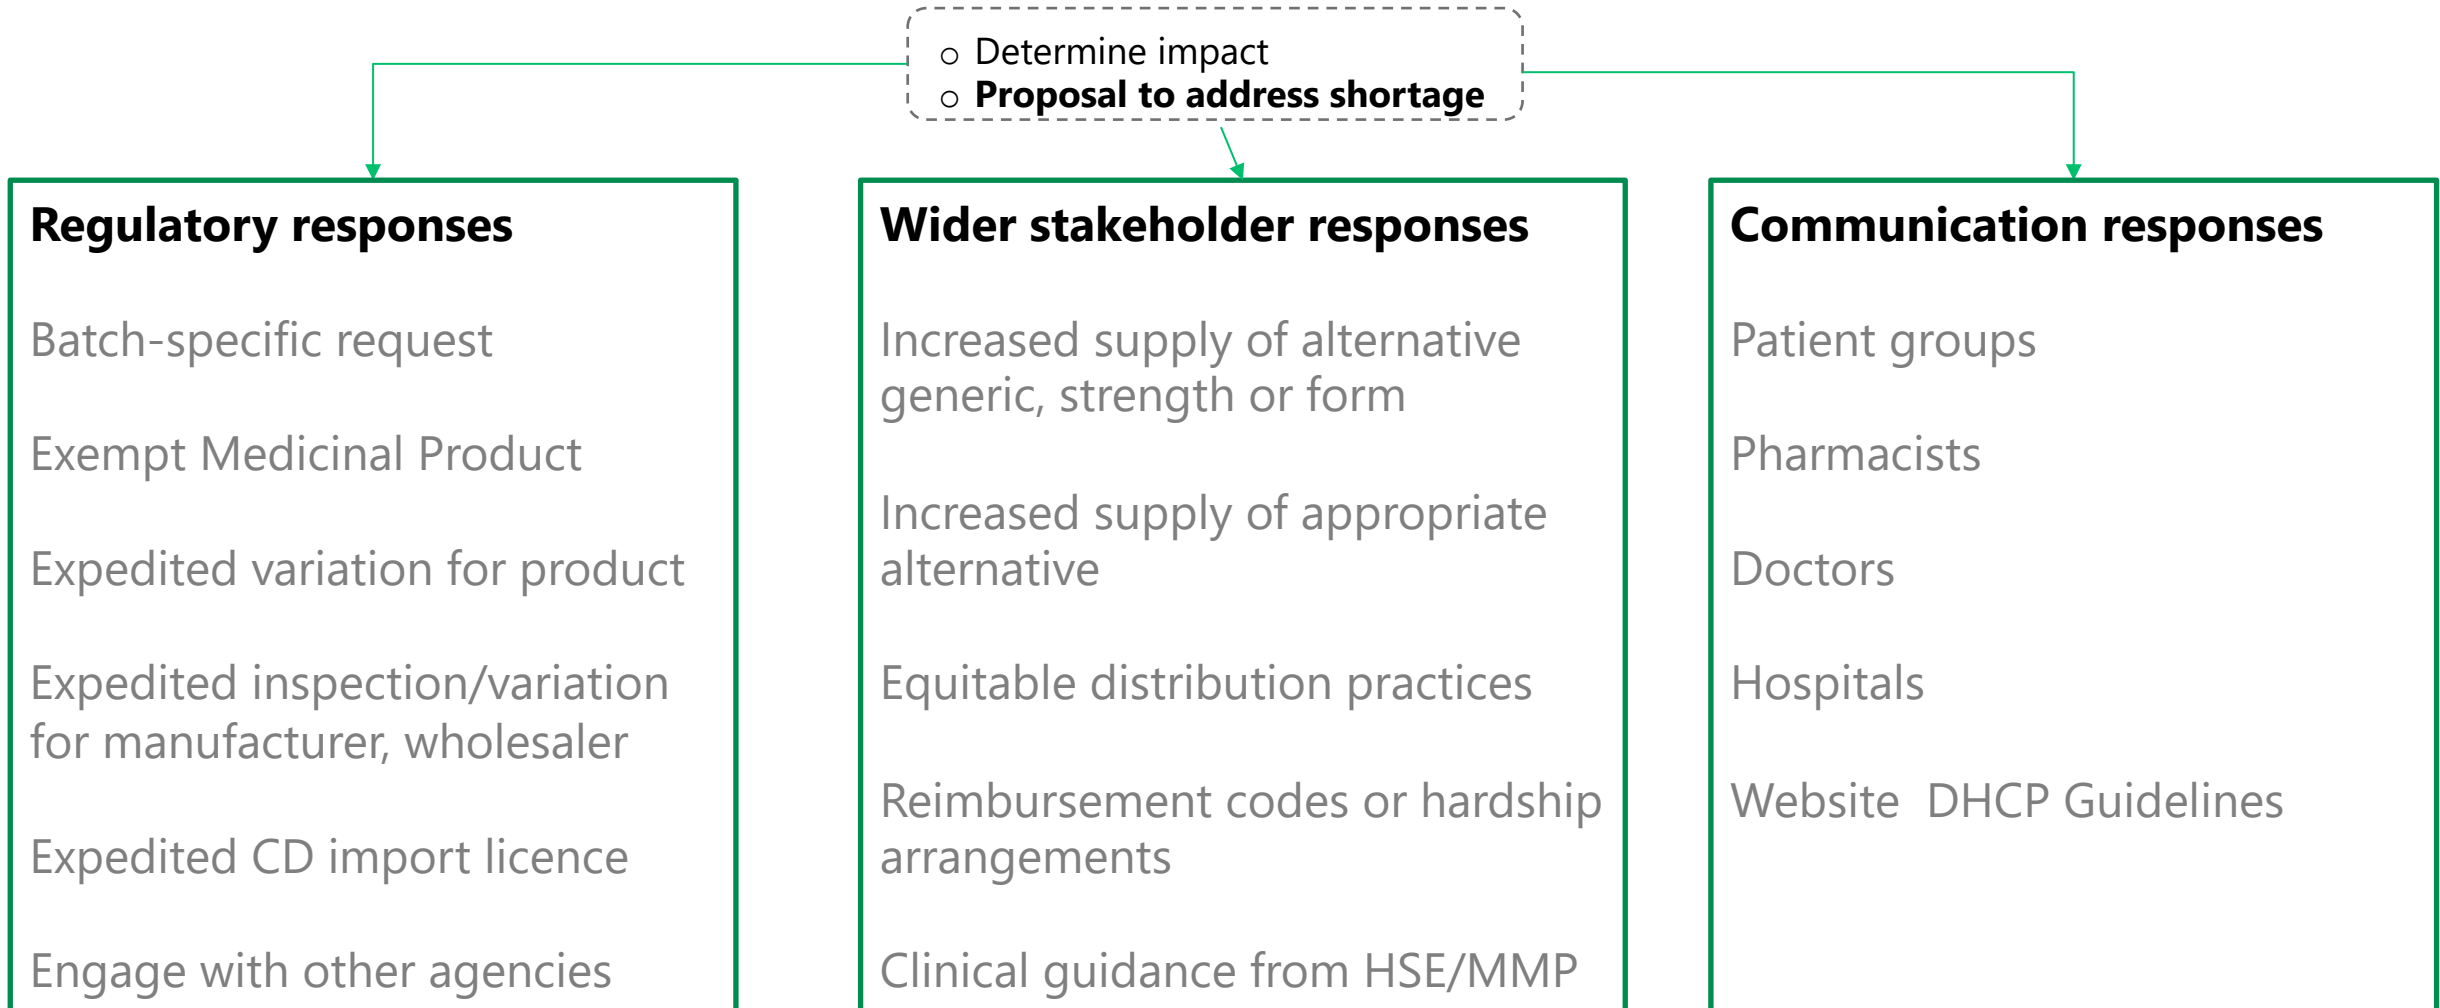 ○ Determine impact
○ Proposal to address shortage
Regulatory responses
Batch-specific request
Exempt Medicinal Product
Expedited variation for product
Expedited inspection/variation
for manufacturer, wholesaler
Expedited CD import licence
Engage with other agencies
Wider stakeholder responses
Increased supply of alternative
generic, strength or form
Increased supply of appropriate
alternative
Equitable distribution practices
Reimbursement codes or hardship
arrangements
Clinical guidance from HSE/MMP
Communication responses
Patient groups
Pharmacists
Doctors
Hospitals
Website  DHCP Guidelines